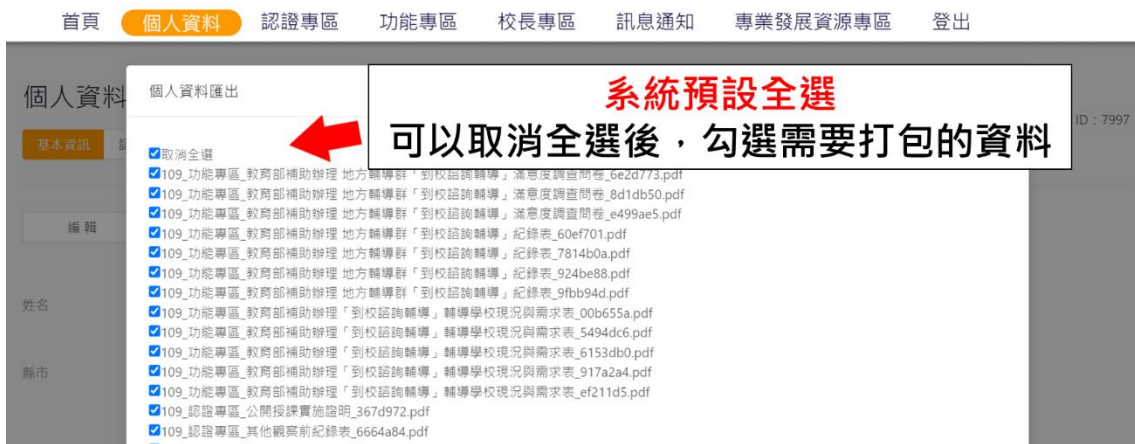 首頁 個人資料 認證專區 功能專區 校長專區 訊息通知 專業發展資源專區 登出
個人資料
個人資料匯出
系統預設全選
可以取消全選後，勾選需要打包的資料
ID：7997
基本資訊
編輯
姓名
縣市
取消全選
109_功能專區_教育部補助辦理 地方輔導群「到校諮詢輔導」滿意度調查問卷_6e2d773.pdf
109_功能專區_教育部補助辦理 地方輔導群「到校諮詢輔導」滿意度調查問卷_8d1db50.pdf
109_功能專區_教育部補助辦理 地方輔導群「到校諮詢輔導」滿意度調查問卷_e499ae5.pdf
109_功能專區_教育部補助辦理 地方輔導群「到校諮詢輔導」紀錄表_60ef701.pdf
109_功能專區_教育部補助辦理 地方輔導群「到校諮詢輔導」紀錄表_7814b0a.pdf
109_功能專區_教育部補助辦理 地方輔導群「到校諮詢輔導」紀錄表_924be88.pdf
109_功能專區_教育部補助辦理 地方輔導群「到校諮詢輔導」紀錄表_9fbb94d.pdf
109_功能專區_教育部補助辦理「到校諮詢輔導」輔導學校現況與需求表_00b655a.pdf
109_功能專區_教育部補助辦理「到校諮詢輔導」輔導學校現況與需求表_5494dc6.pdf
109_功能專區_教育部補助辦理「到校諮詢輔導」輔導學校現況與需求表_6153db0.pdf
109_功能專區_教育部補助辦理「到校諮詢輔導」輔導學校現況與需求表_917a2a4.pdf
109_功能專區_教育部補助辦理「到校諮詢輔導」輔導學校現況與需求表_ef211d5.pdf
109_認證專區_公開授課實施證明_367d972.pdf
109_認證專區_其他觀察前紀錄表_6664a84.pdf